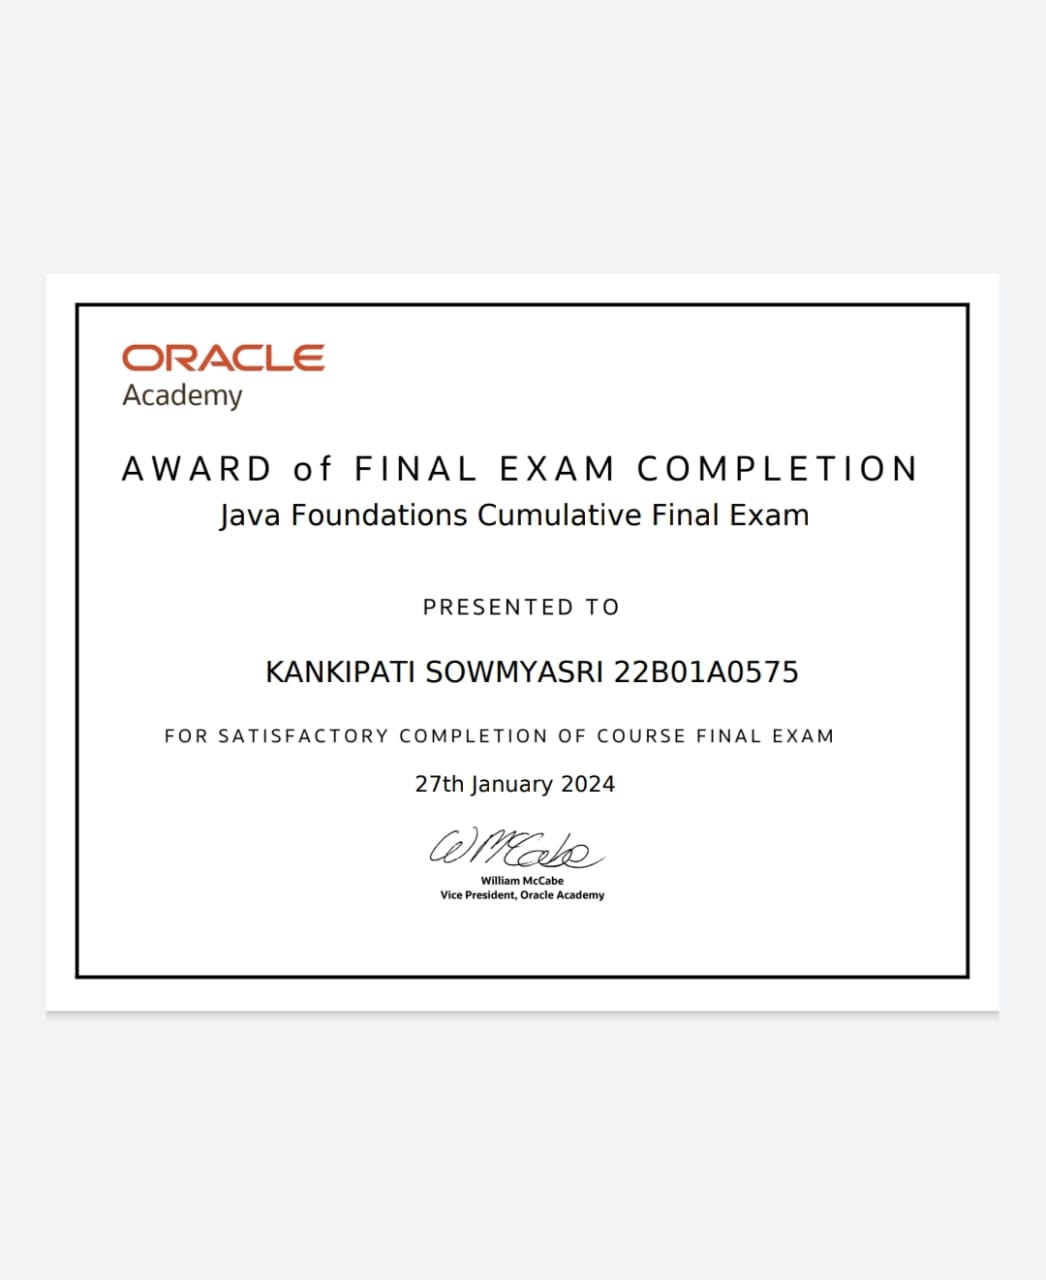 ORACLE
Academy
AWARD of FINAL EXAM COMPLETION
Java Foundations Cumulative Final Exam
PRESENTED TO
KANKIPATI SOWMYASRI 22B01A0575
FOR SATISFACTORY COMPLETION OF COURSE FINAL EXAM
27th January 2024
W McCabe
William McCabe
Vice President, Oracle Academy